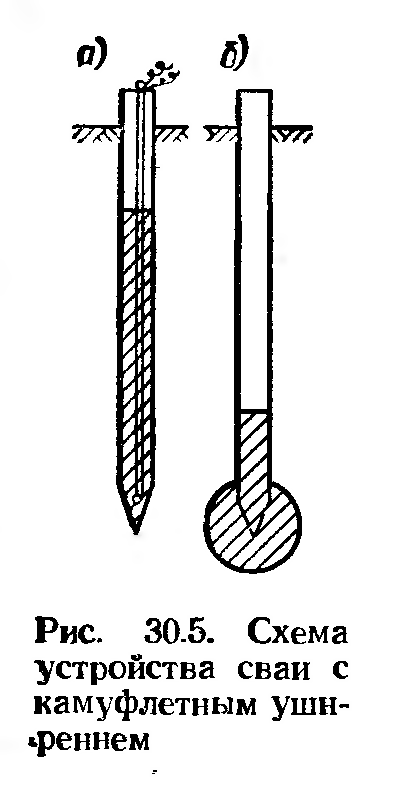 а) б)
Рис. 30.5. Схема
устройства сваи с
камуфлетным уши-
рением